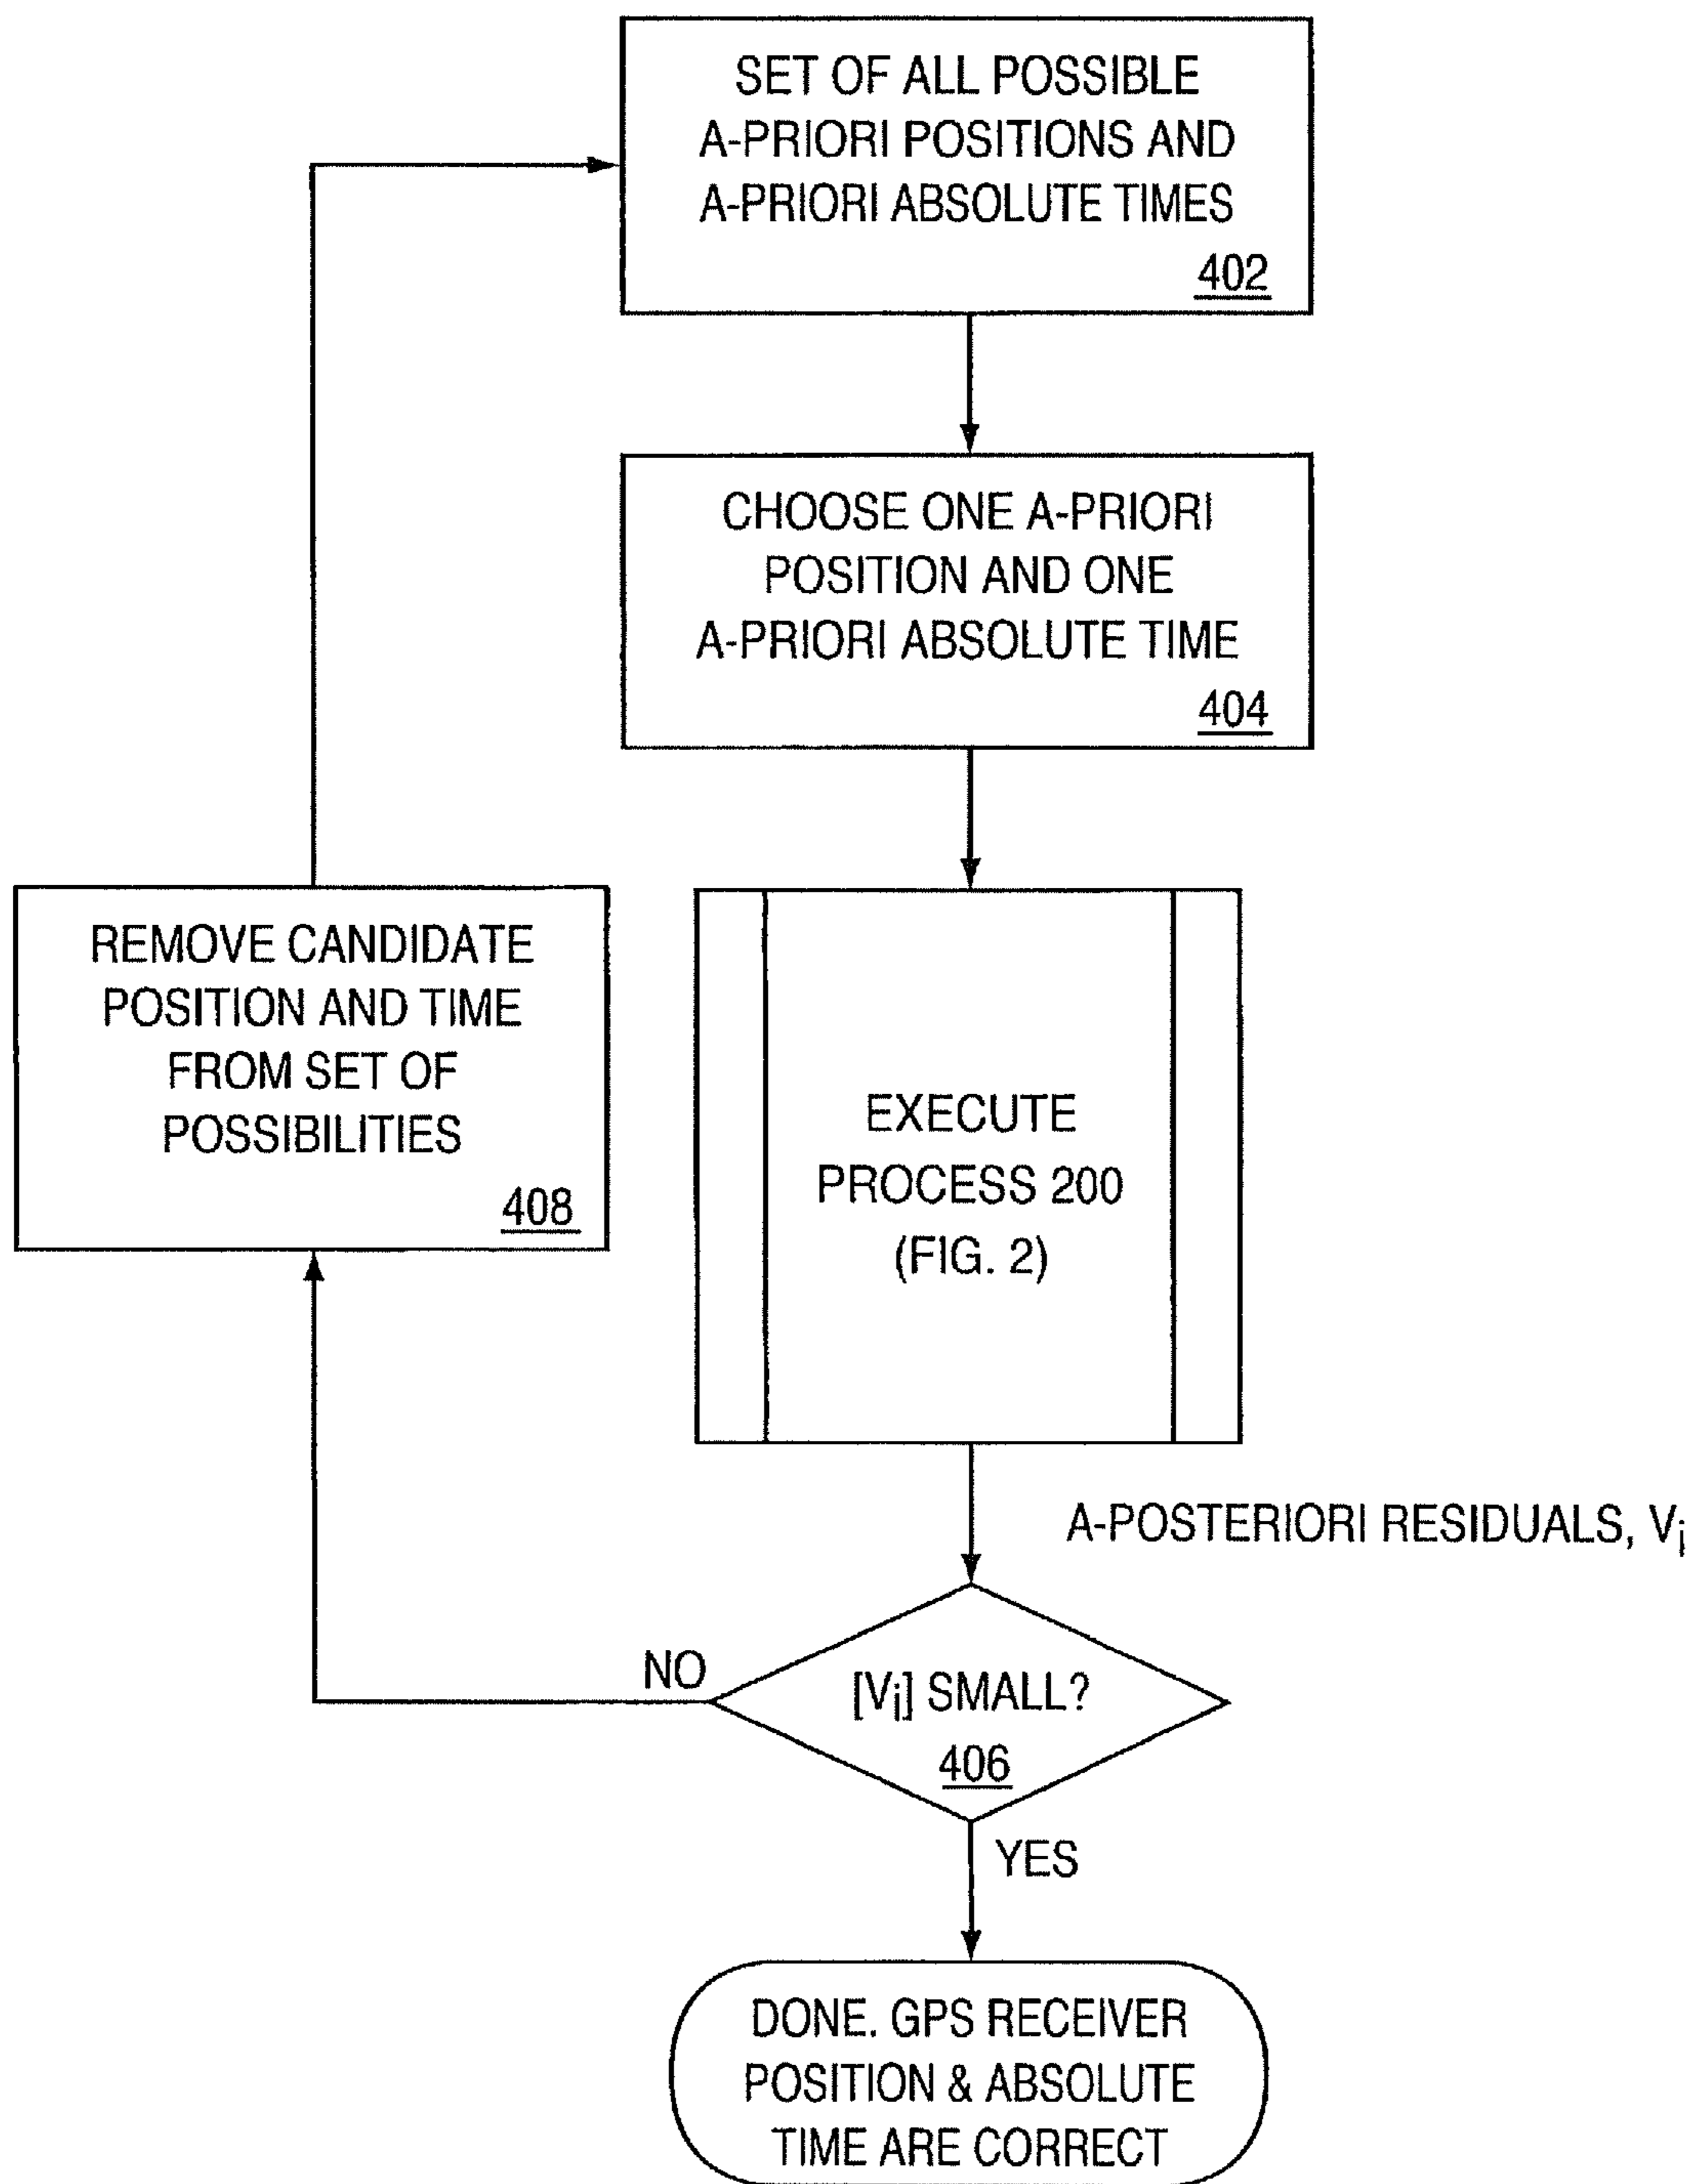 SET OF ALL POSSIBLE
A-PRIORI POSITIONS AND
A-PRIORI ABSOLUTE TIMES
402
CHOOSE ONE A-PRIORI
POSITION AND ONE
A-PRIORI ABSOLUTE TIME
404
REMOVE CANDIDATE
POSITION AND TIME
FROM SET OF
POSSIBILITIES
408
EXECUTE
PROCESS 200
(FIG. 2)
A-POSTERIORI RESIDUALS, Vi
NO
[Vi] SMALL?
406
YES
DONE. GPS RECEIVER
POSITION & ABSOLUTE
TIME ARE CORRECT